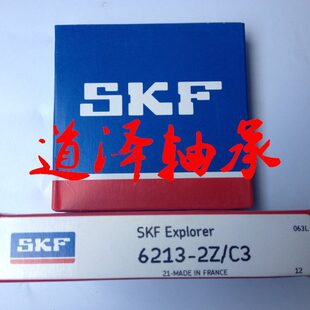 SKF
道泽轴承
SKF
SKF Explorer
063L
6213-2Z/C3
21-MADE IN FRANCE
12